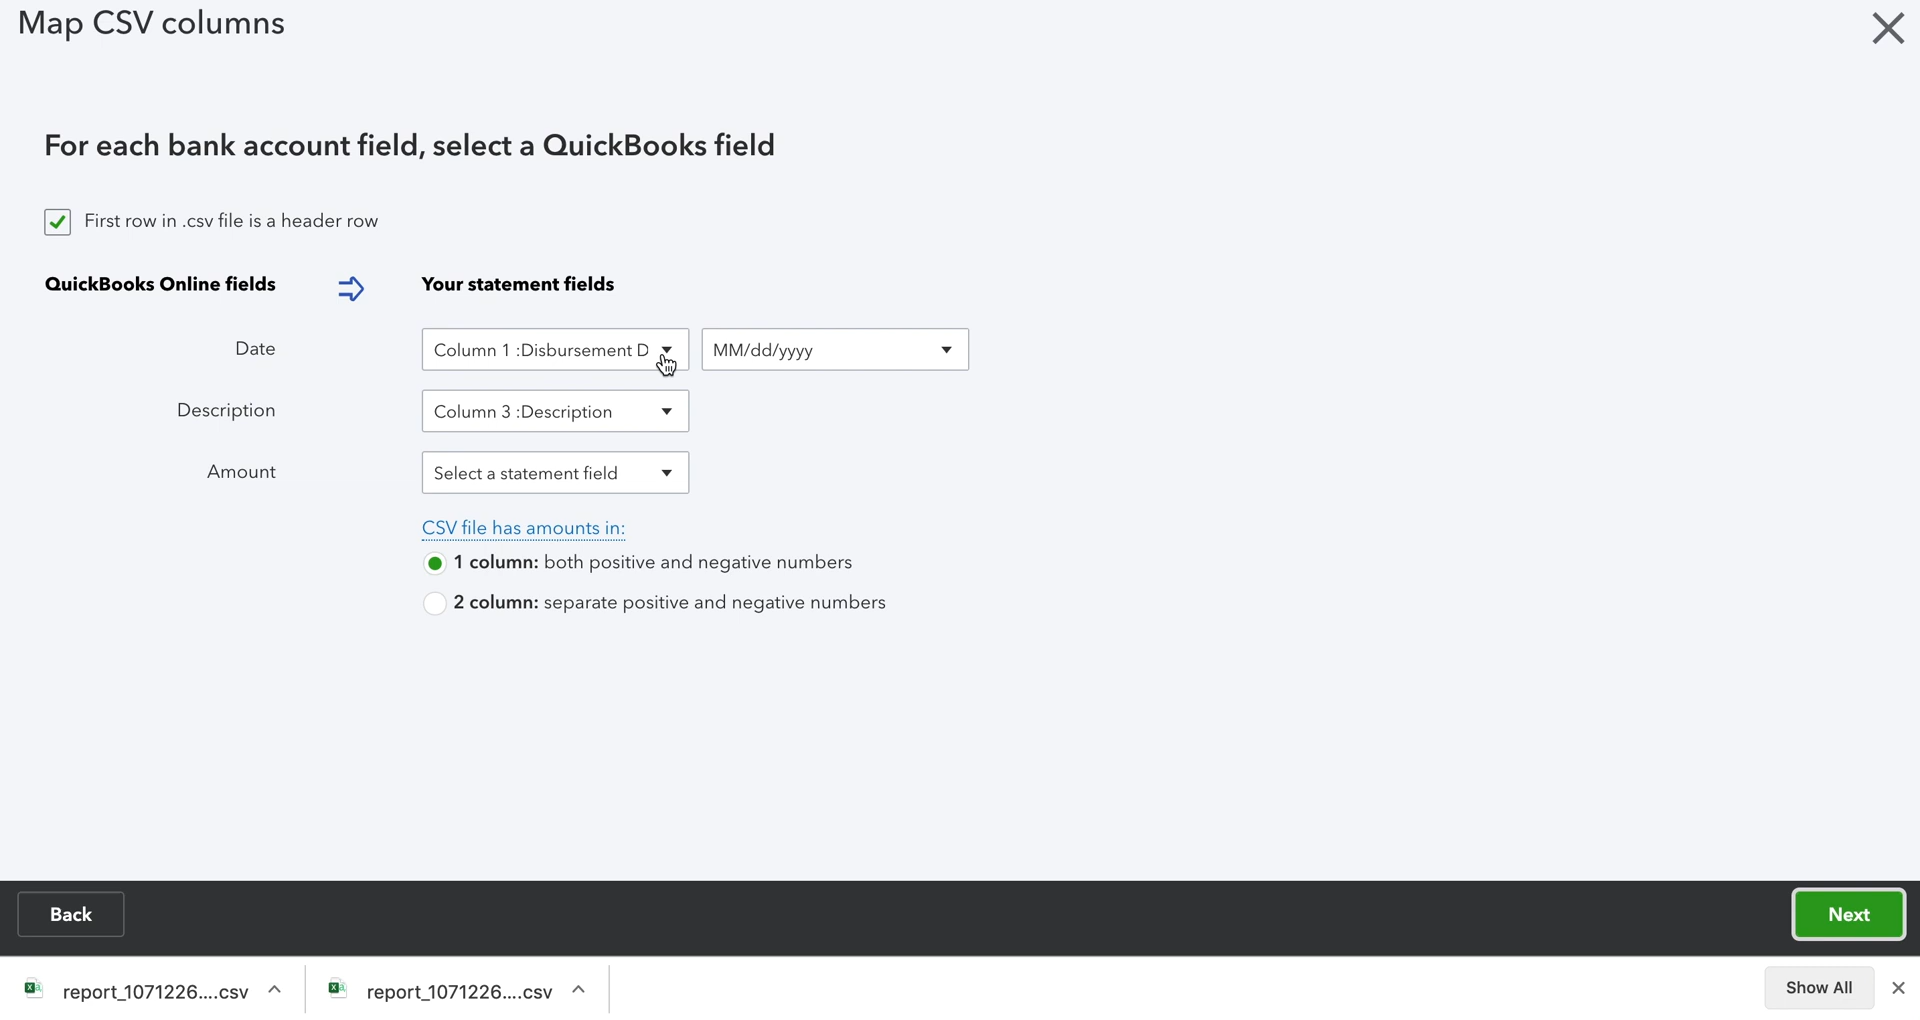 Map CSV columns
For each bank account field, select a QuickBooks field
First row in .csv file is a header row
QuickBooks Online fields
Your statement fields
Date
Column 1 :Disbursement D
MM/dd/yyyy
Description
Column 3 :Description
Amount
Select a statement field
CSV file has amounts in:
1 column: both positive and negative numbers
2 column: separate positive and negative numbers
Back
Next
report_1071226....csv
report_1071226....csv
Show All